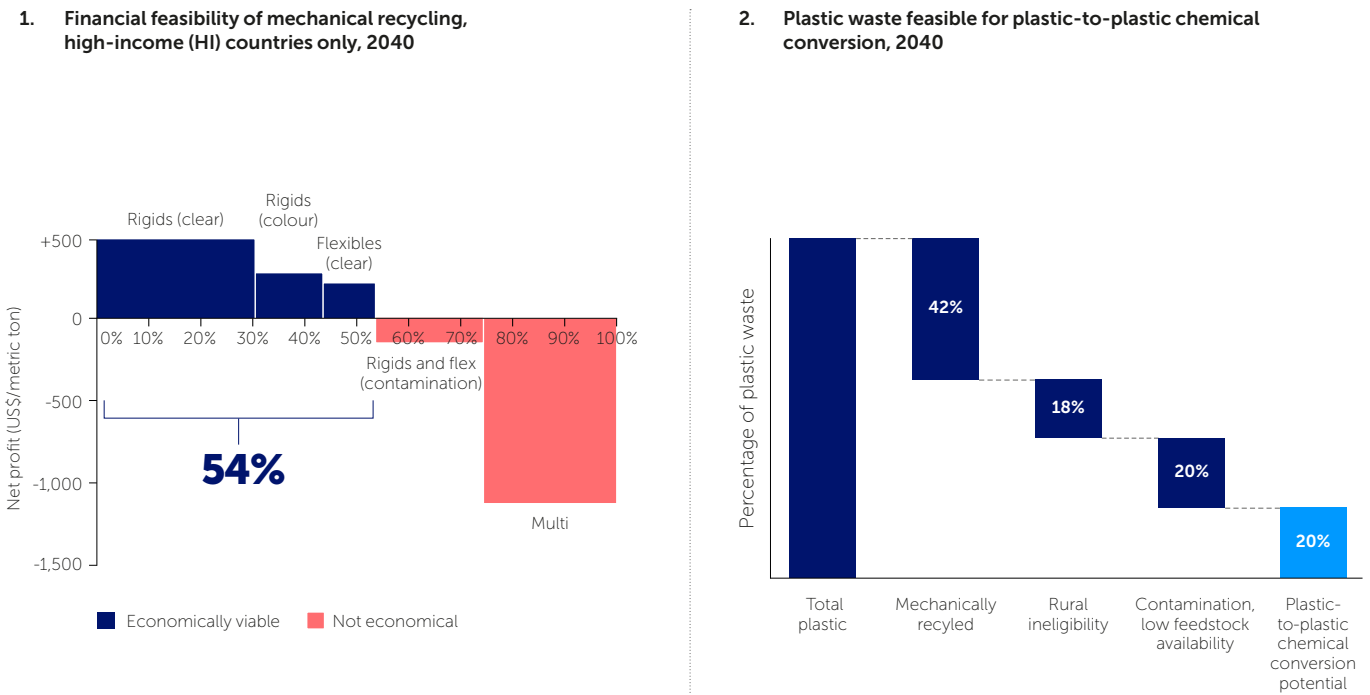 1. Financial feasibility of mechanical recycling,
high-income (HI) countries only, 2040
Rigids (clear)
Rigids
(colour)
Flexibles
(clear)
+500
0
-500
-1,000
-1,500
Net profit (US$/metric ton)
0% 10% 20% 30% 40% 50% 60% 70% 80% 90% 100%
Rigids and flex
(contamination)
54%
Multi
Economically viable
Not economical
2. Plastic waste feasible for plastic-to-plastic chemical
conversion, 2040
Percentage of plastic waste
42%
18%
20%
20%
Total
plastic
Mechanically
recyled
Rural
ineligibility
Contamination,
low feedstock
availability
Plastic-
to-plastic
chemical
conversion
potential